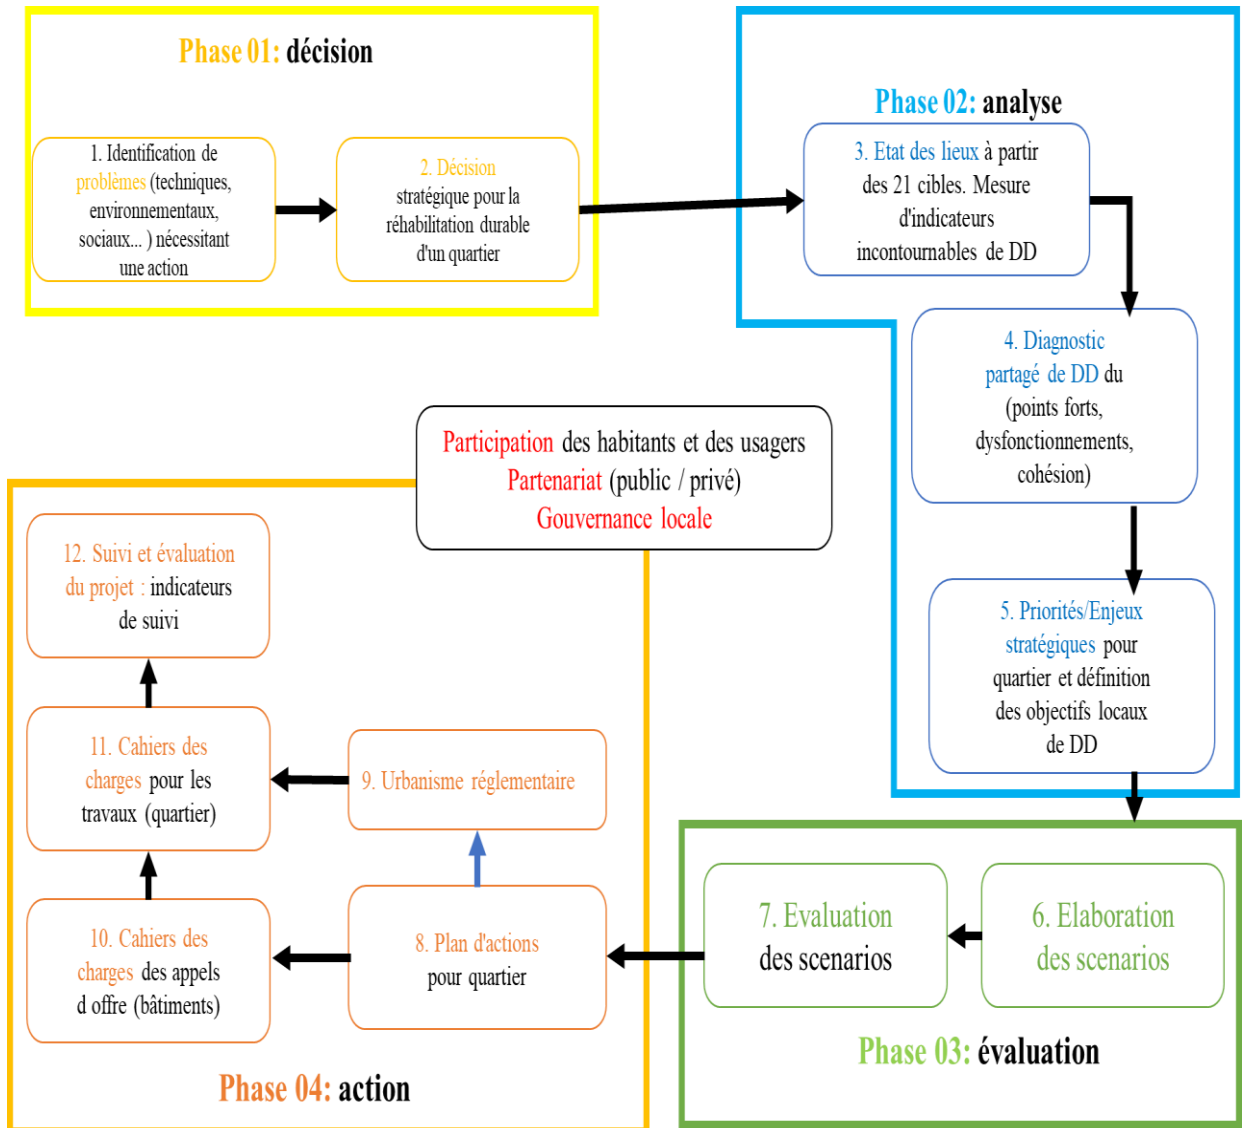 Phase 01: décision
1. Identification de
problèmes (techniques,
environnementaux,
sociaux... ) nécessitant
une action
2. Décision
stratégique pour la
réhabilitation durable
d'un quartier
Phase 02: analyse
3. Etat des lieux à partir
des 21 cibles. Mesure
d'indicateurs
incontournables de DD
4. Diagnostic
partagé de DD du
(points forts,
dysfonctionnements,
cohésion)
5. Priorités/Enjeux
stratégiques pour
quartier et définition
des objectifs locaux
de DD
Participation des habitants et des usagers
Partenariat (public / privé)
Gouvernance locale
6. Elaboration
des scenarios
7. Evaluation
des scenarios
Phase 03: évaluation
8. Plan d'actions
pour quartier
9. Urbanisme réglementaire
10. Cahiers des
charges des appels
d offre (bâtiments)
11. Cahiers des
charges pour les
travaux (quartier)
12. Suivi et évaluation
du projet : indicateurs
de suivi
Phase 04: action